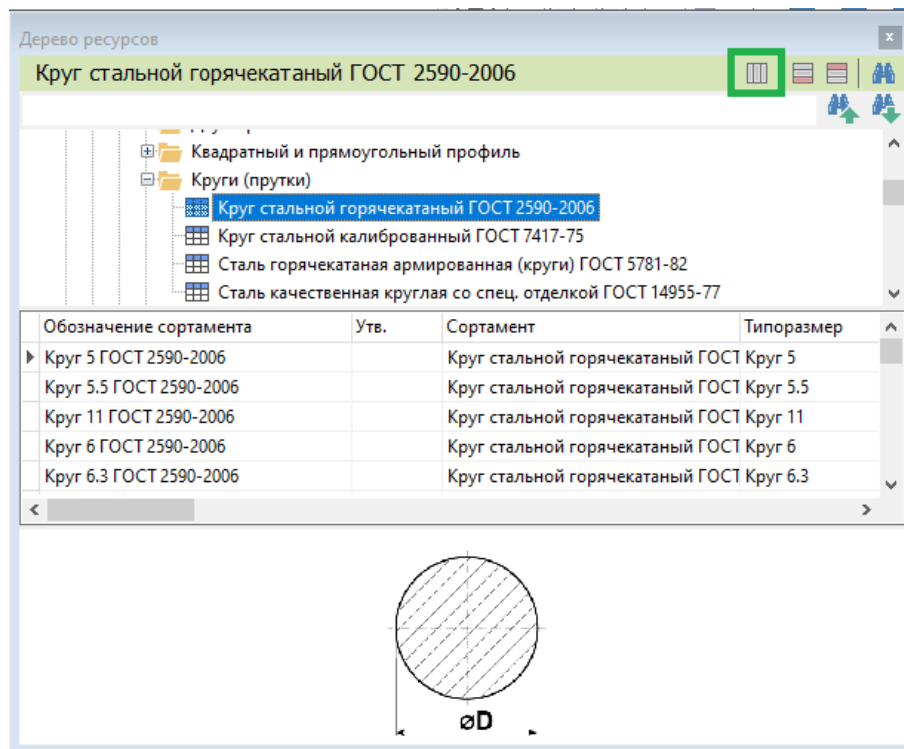 Дерево ресурсов
Круг стальной горячекатаный ГОСТ 2590-2006
Квадратный и прямоугольный профиль
Круги (прутки)
Круг стальной горячекатаный ГОСТ 2590-2006
Круг стальной калиброванный ГОСТ 7417-75
Сталь горячекатаная армированная (круги) ГОСТ 5781-82
Сталь качественная круглая со спец. отделкой ГОСТ 14955-77
Обозначение сортамента Утв. Сортамент Типоразмер
Круг 5 ГОСТ 2590-2006 Круг стальной горячекатаный ГОСТ Круг 5
Круг 5.5 ГОСТ 2590-2006 Круг стальной горячекатаный ГОСТ Круг 5.5
Круг 11 ГОСТ 2590-2006 Круг стальной горячекатаный ГОСТ Круг 11
Круг 6 ГОСТ 2590-2006 Круг стальной горячекатаный ГОСТ Круг 6
Круг 6.3 ГОСТ 2590-2006 Круг стальной горячекатаный ГОСТ Круг 6.3
⌀D